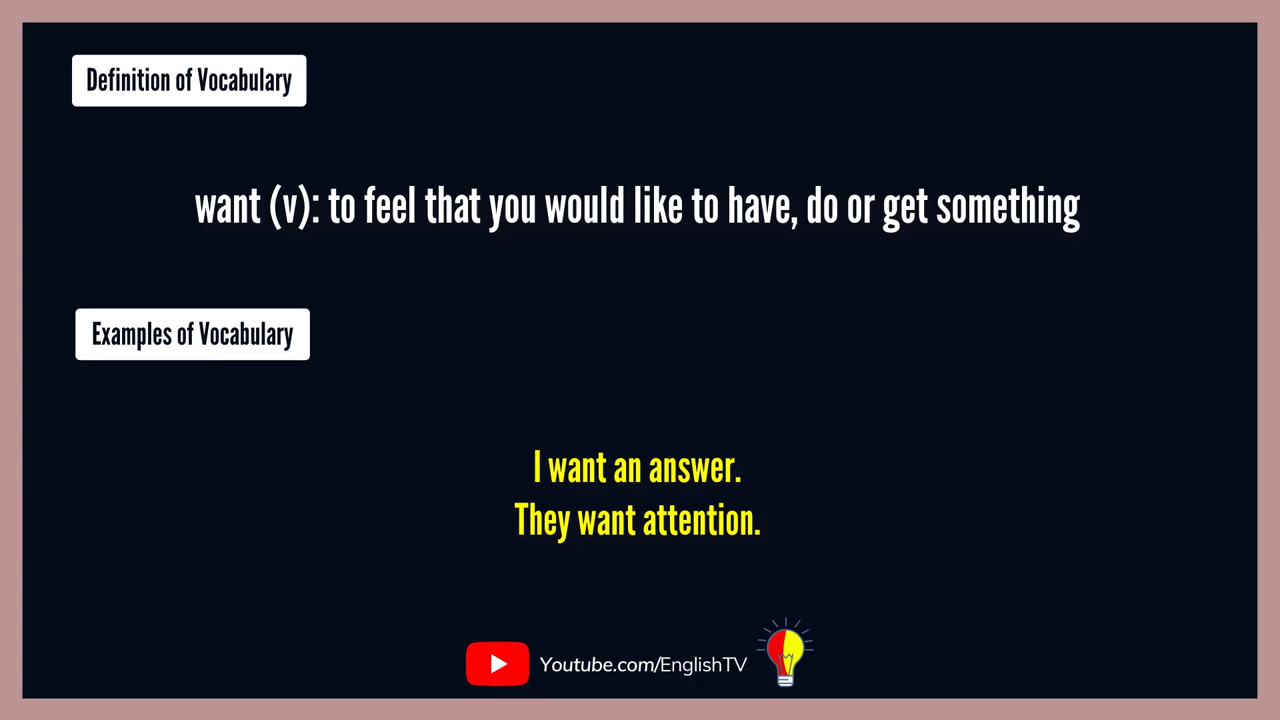 Definition of Vocabulary
want (v): to feel that you would like to have, do or get something
Examples of Vocabulary
I want an answer.
They want attention.
Youtube.com/EnglishTV